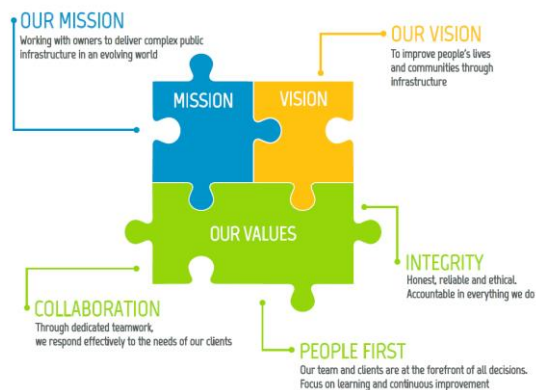 OUR MISSION
Working with owners to deliver complex public
infrastructure in an evolving world
OUR VISION
To improve people's lives
and communities through
infrastructure
MISSION
VISION
OUR VALUES
INTEGRITY
Honest, reliable and ethical.
Accountable in everything we do
COLLABORATION
Through dedicated teamwork,
we respond effectively to the needs of our clients
PEOPLE FIRST
Our team and clients are at the forefront of all decisions.
Focus on learning and continuous improvement